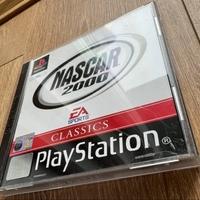 NASCAR
2000
EA
SPORTS
CLASSICS
PlayStation